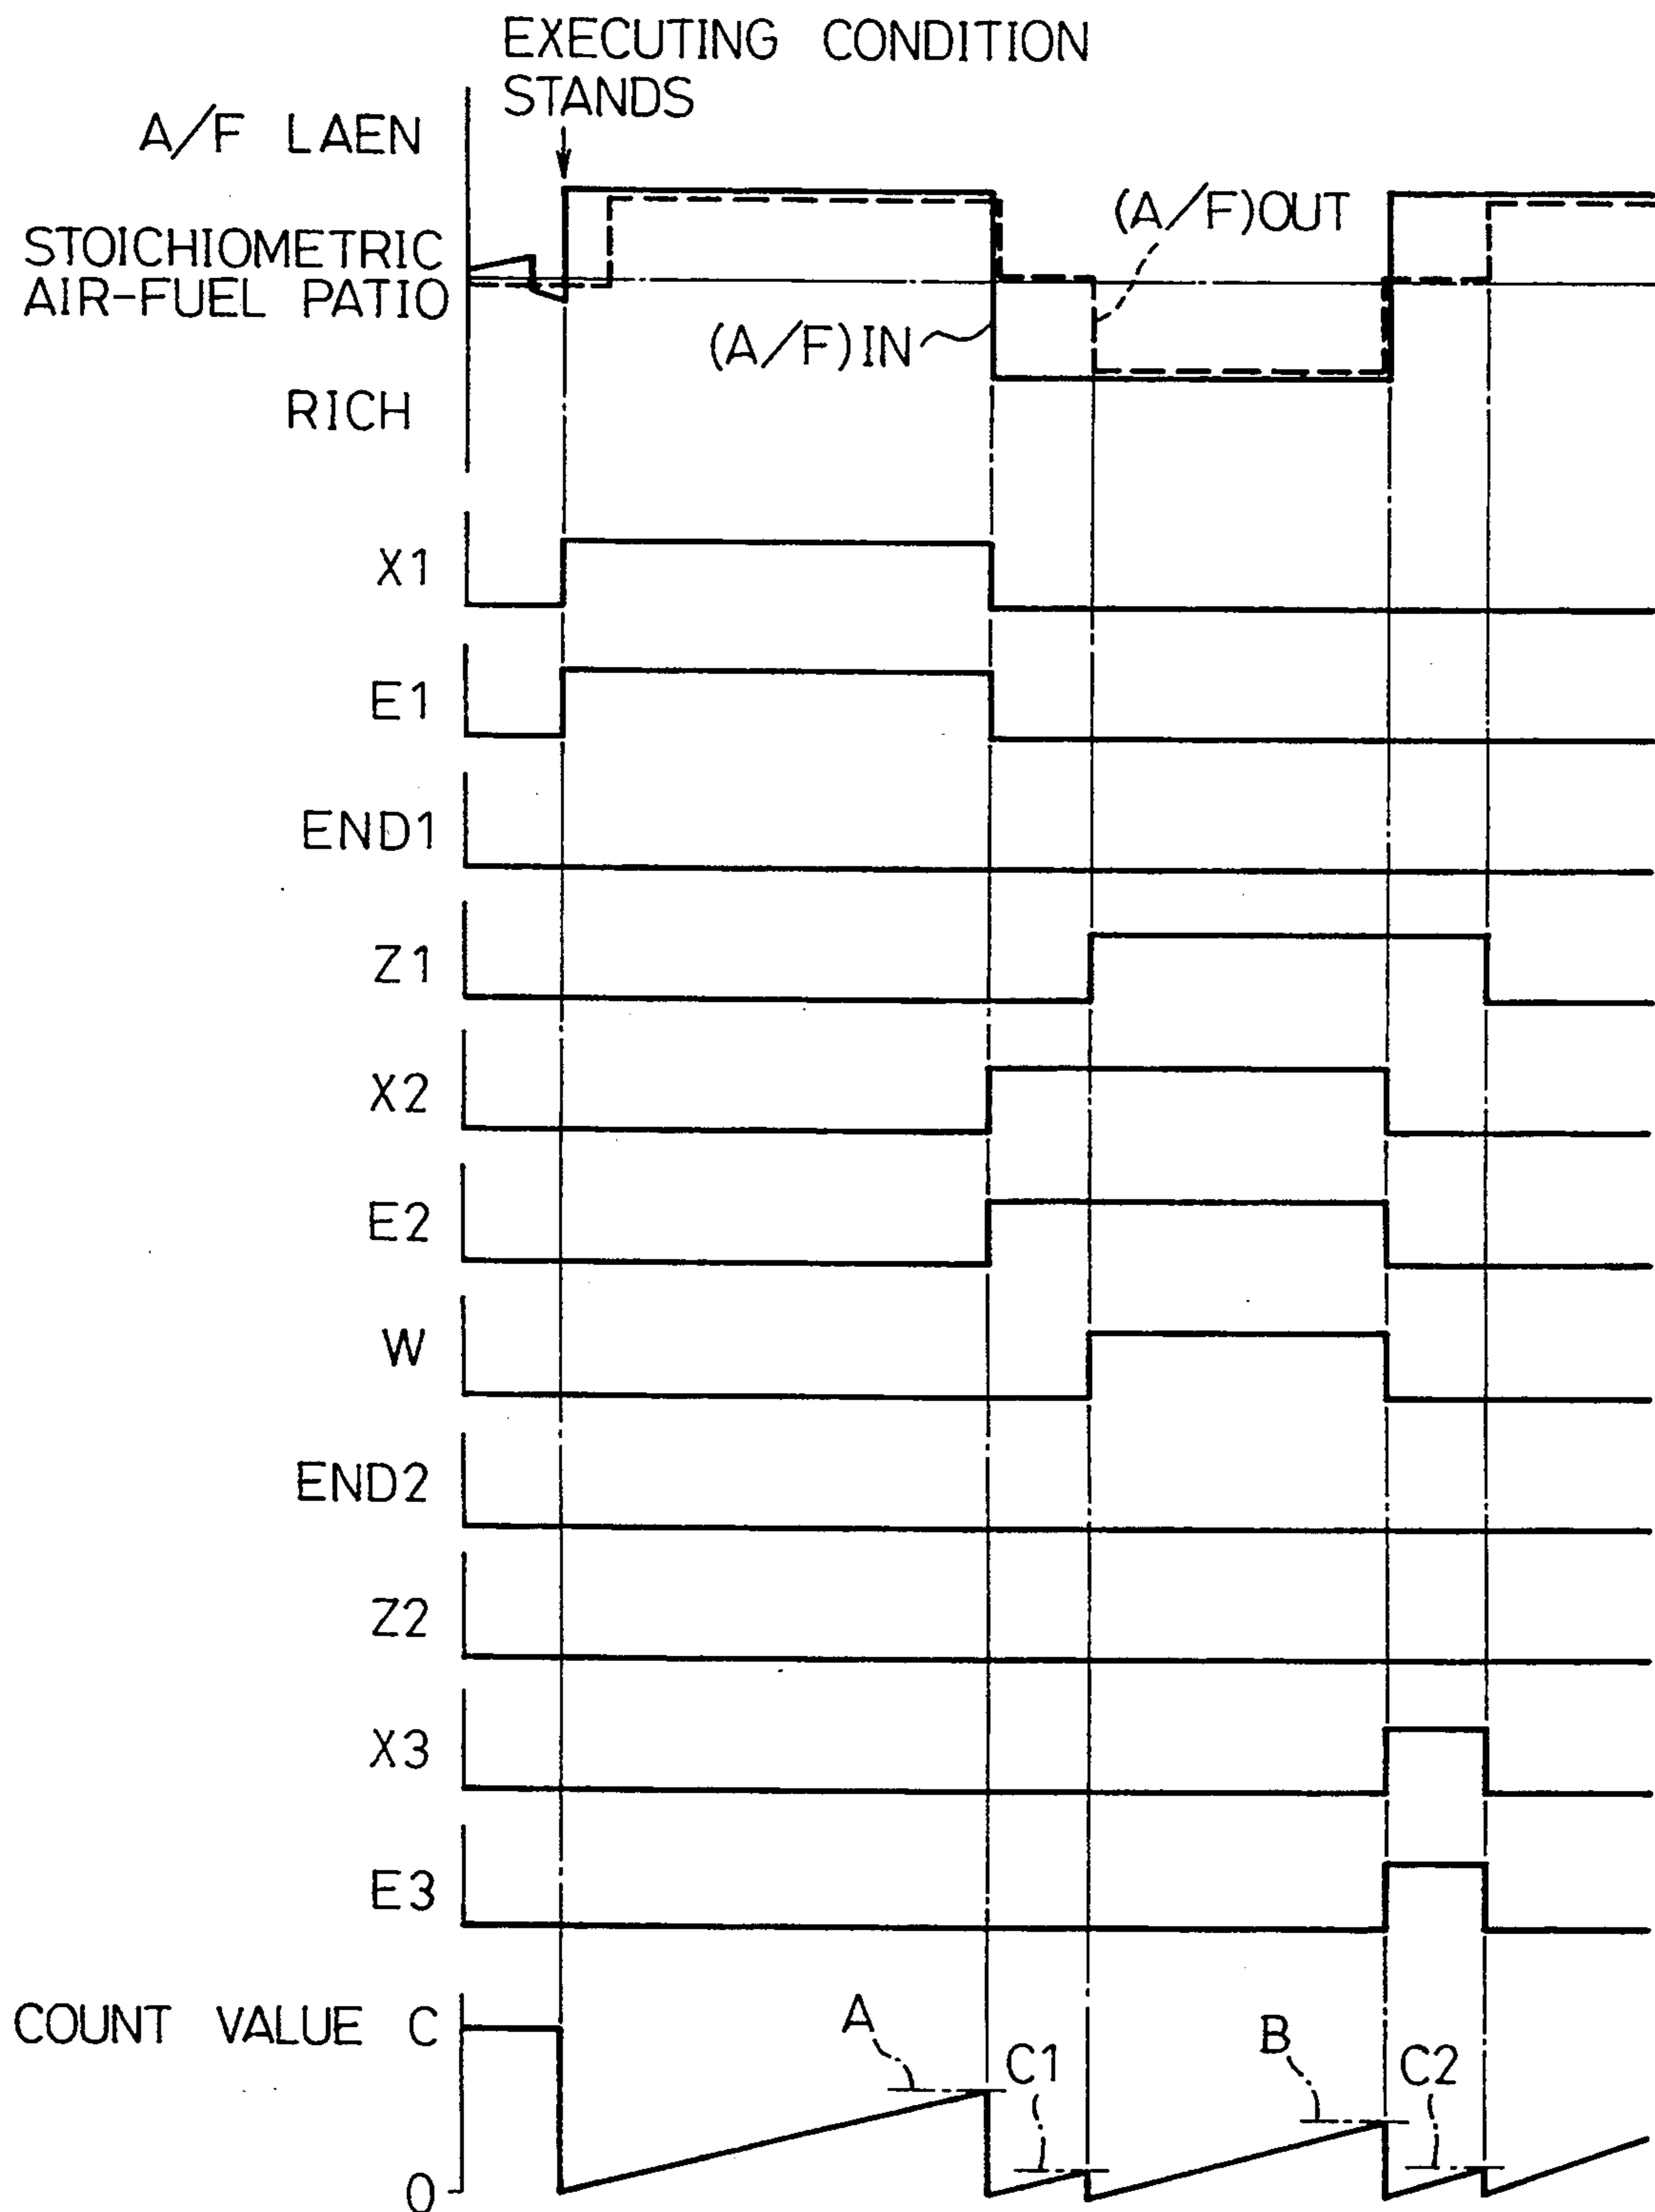 EXECUTING CONDITION
STANDS
A/F LAEN
(A/F)OUT
STOICHIOMETRIC
AIR-FUEL PATIO
(A/F)IN
RICH
X1
E1
END1
Z1
X2
E2
W
END2
Z2
X3
E3
COUNT VALUE C
A
C1
B
C2
0